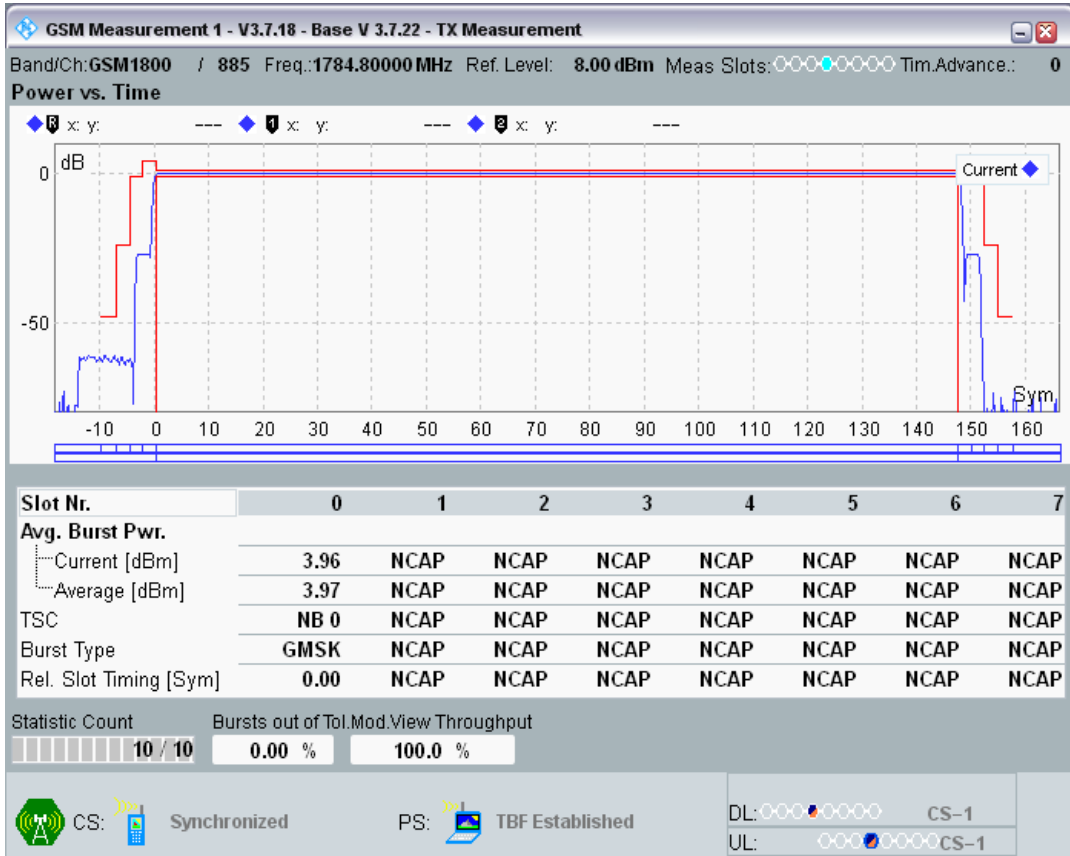 GSM Measurement 1 - V3.7.18 - Base V 3.7.22 - TX Measurement
Band/Ch:GSM1800 / 885 Freq.:1784.80000 MHz Ref. Level: 8.00 dBm Meas Slots: Tim.Advance.: 0
Power vs. Time
R x: y: --- 1 x: y: --- 2 x: y: ---
dB
Current
0
-50
Sym
-10 0 10 20 30 40 50 60 70 80 90 100 110 120 130 140 150 160
Slot Nr. 0 1 2 3 4 5 6 7
Avg. Burst Pwr.
Current [dBm] 3.96 NCAP NCAP NCAP NCAP NCAP NCAP NCAP
Average [dBm] 3.97 NCAP NCAP NCAP NCAP NCAP NCAP NCAP
TSC NB 0 NCAP NCAP NCAP NCAP NCAP NCAP NCAP
Burst Type GMSK NCAP NCAP NCAP NCAP NCAP NCAP NCAP
Rel. Slot Timing [Sym] 0.00 NCAP NCAP NCAP NCAP NCAP NCAP NCAP
Statistic Count Bursts out of Tol.Mod.View Throughput
10 / 10 0.00 % 100.0 %
CS: Synchronized PS: TBF Established
DL: CS-1
UL: CS-1